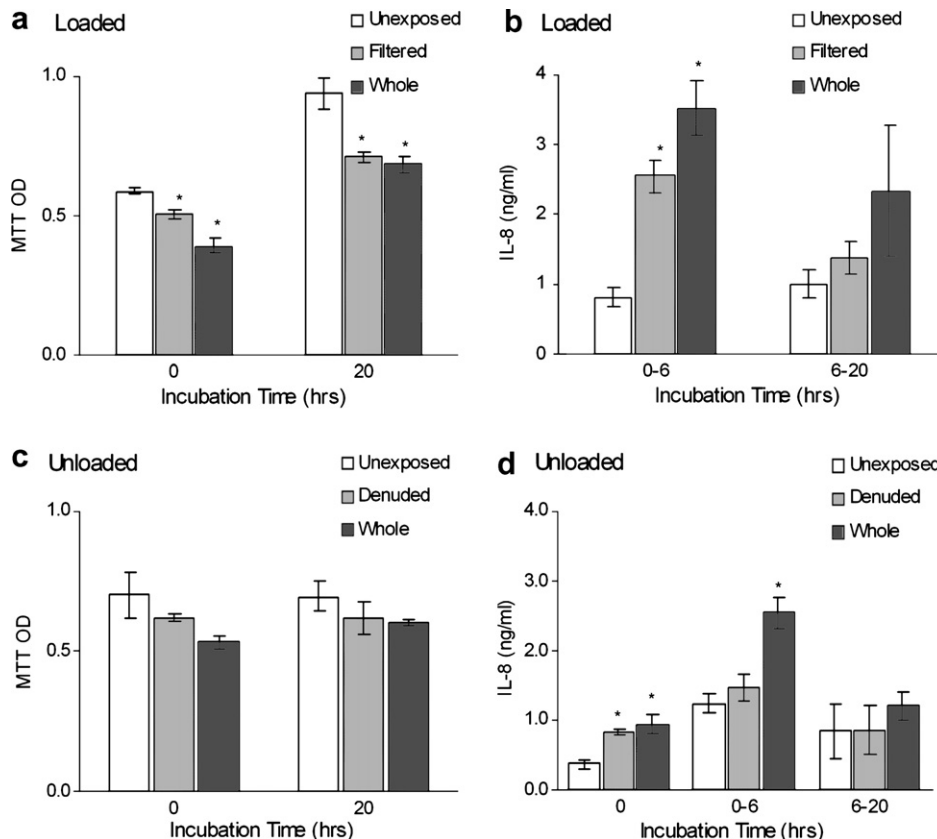 a Loaded
Unexposed
Filtered
Whole
1.0
0.5
0.0
MTT OD
* * * *
0 20
Incubation Time (hrs)
b Loaded
Unexposed
Filtered
Whole
4
3
2
1
0
IL-8 (ng/ml)
* *
0-6 6-20
Incubation Time (hrs)
c Unloaded
Unexposed
Denuded
Whole
1.0
0.5
0.0
MTT OD
0 20
Incubation Time (hrs)
d Unloaded
Unexposed
Denuded
Whole
4.0
3.0
2.0
1.0
0.0
IL-8 (ng/ml)
* * *
0 0-6 6-20
Incubation Time (hrs)